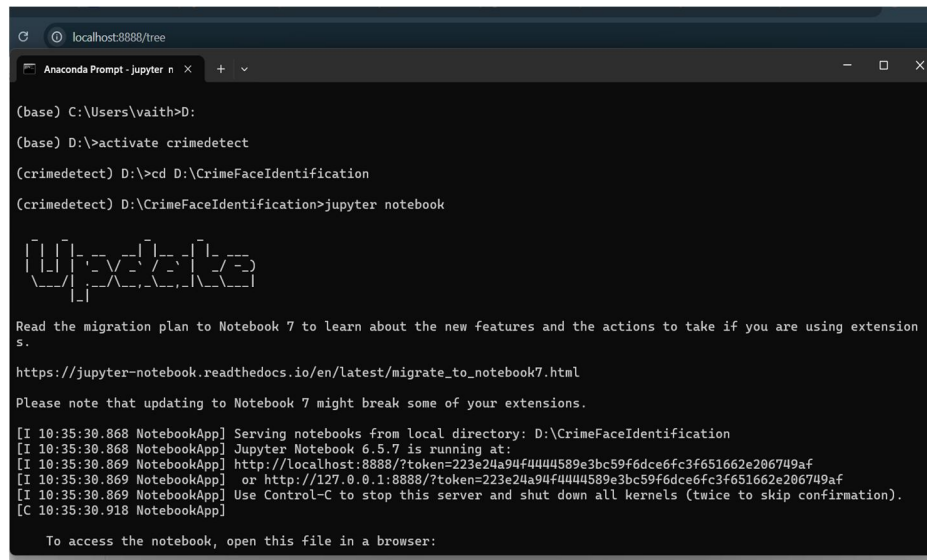 localhost:8888/tree
Anaconda Prompt - jupyter n
(base) C:\Users\vaith>D:
(base) D:\>activate crimedetect
(crimedetect) D:\>cd D:\CrimeFaceIdentification
(crimedetect) D:\CrimeFaceIdentification>jupyter notebook
Update
Read the migration plan to Notebook 7 to learn about the new features and the actions to take if you are using extension
s.
https://jupyter-notebook.readthedocs.io/en/latest/migrate_to_notebook7.html
Please note that updating to Notebook 7 might break some of your extensions.
[I 10:35:30.868 NotebookApp] Serving notebooks from local directory: D:\CrimeFaceIdentification
[I 10:35:30.868 NotebookApp] Jupyter Notebook 6.5.7 is running at:
[I 10:35:30.869 NotebookApp] http://localhost:8888/?token=223e24a94f4444589e3bc59f6dce6fc3f651662e206749af
[I 10:35:30.869 NotebookApp]  or http://127.0.0.1:8888/?token=223e24a94f4444589e3bc59f6dce6fc3f651662e206749af
[I 10:35:30.869 NotebookApp] Use Control-C to stop this server and shut down all kernels (twice to skip confirmation).
[C 10:35:30.918 NotebookApp]
To access the notebook, open this file in a browser: